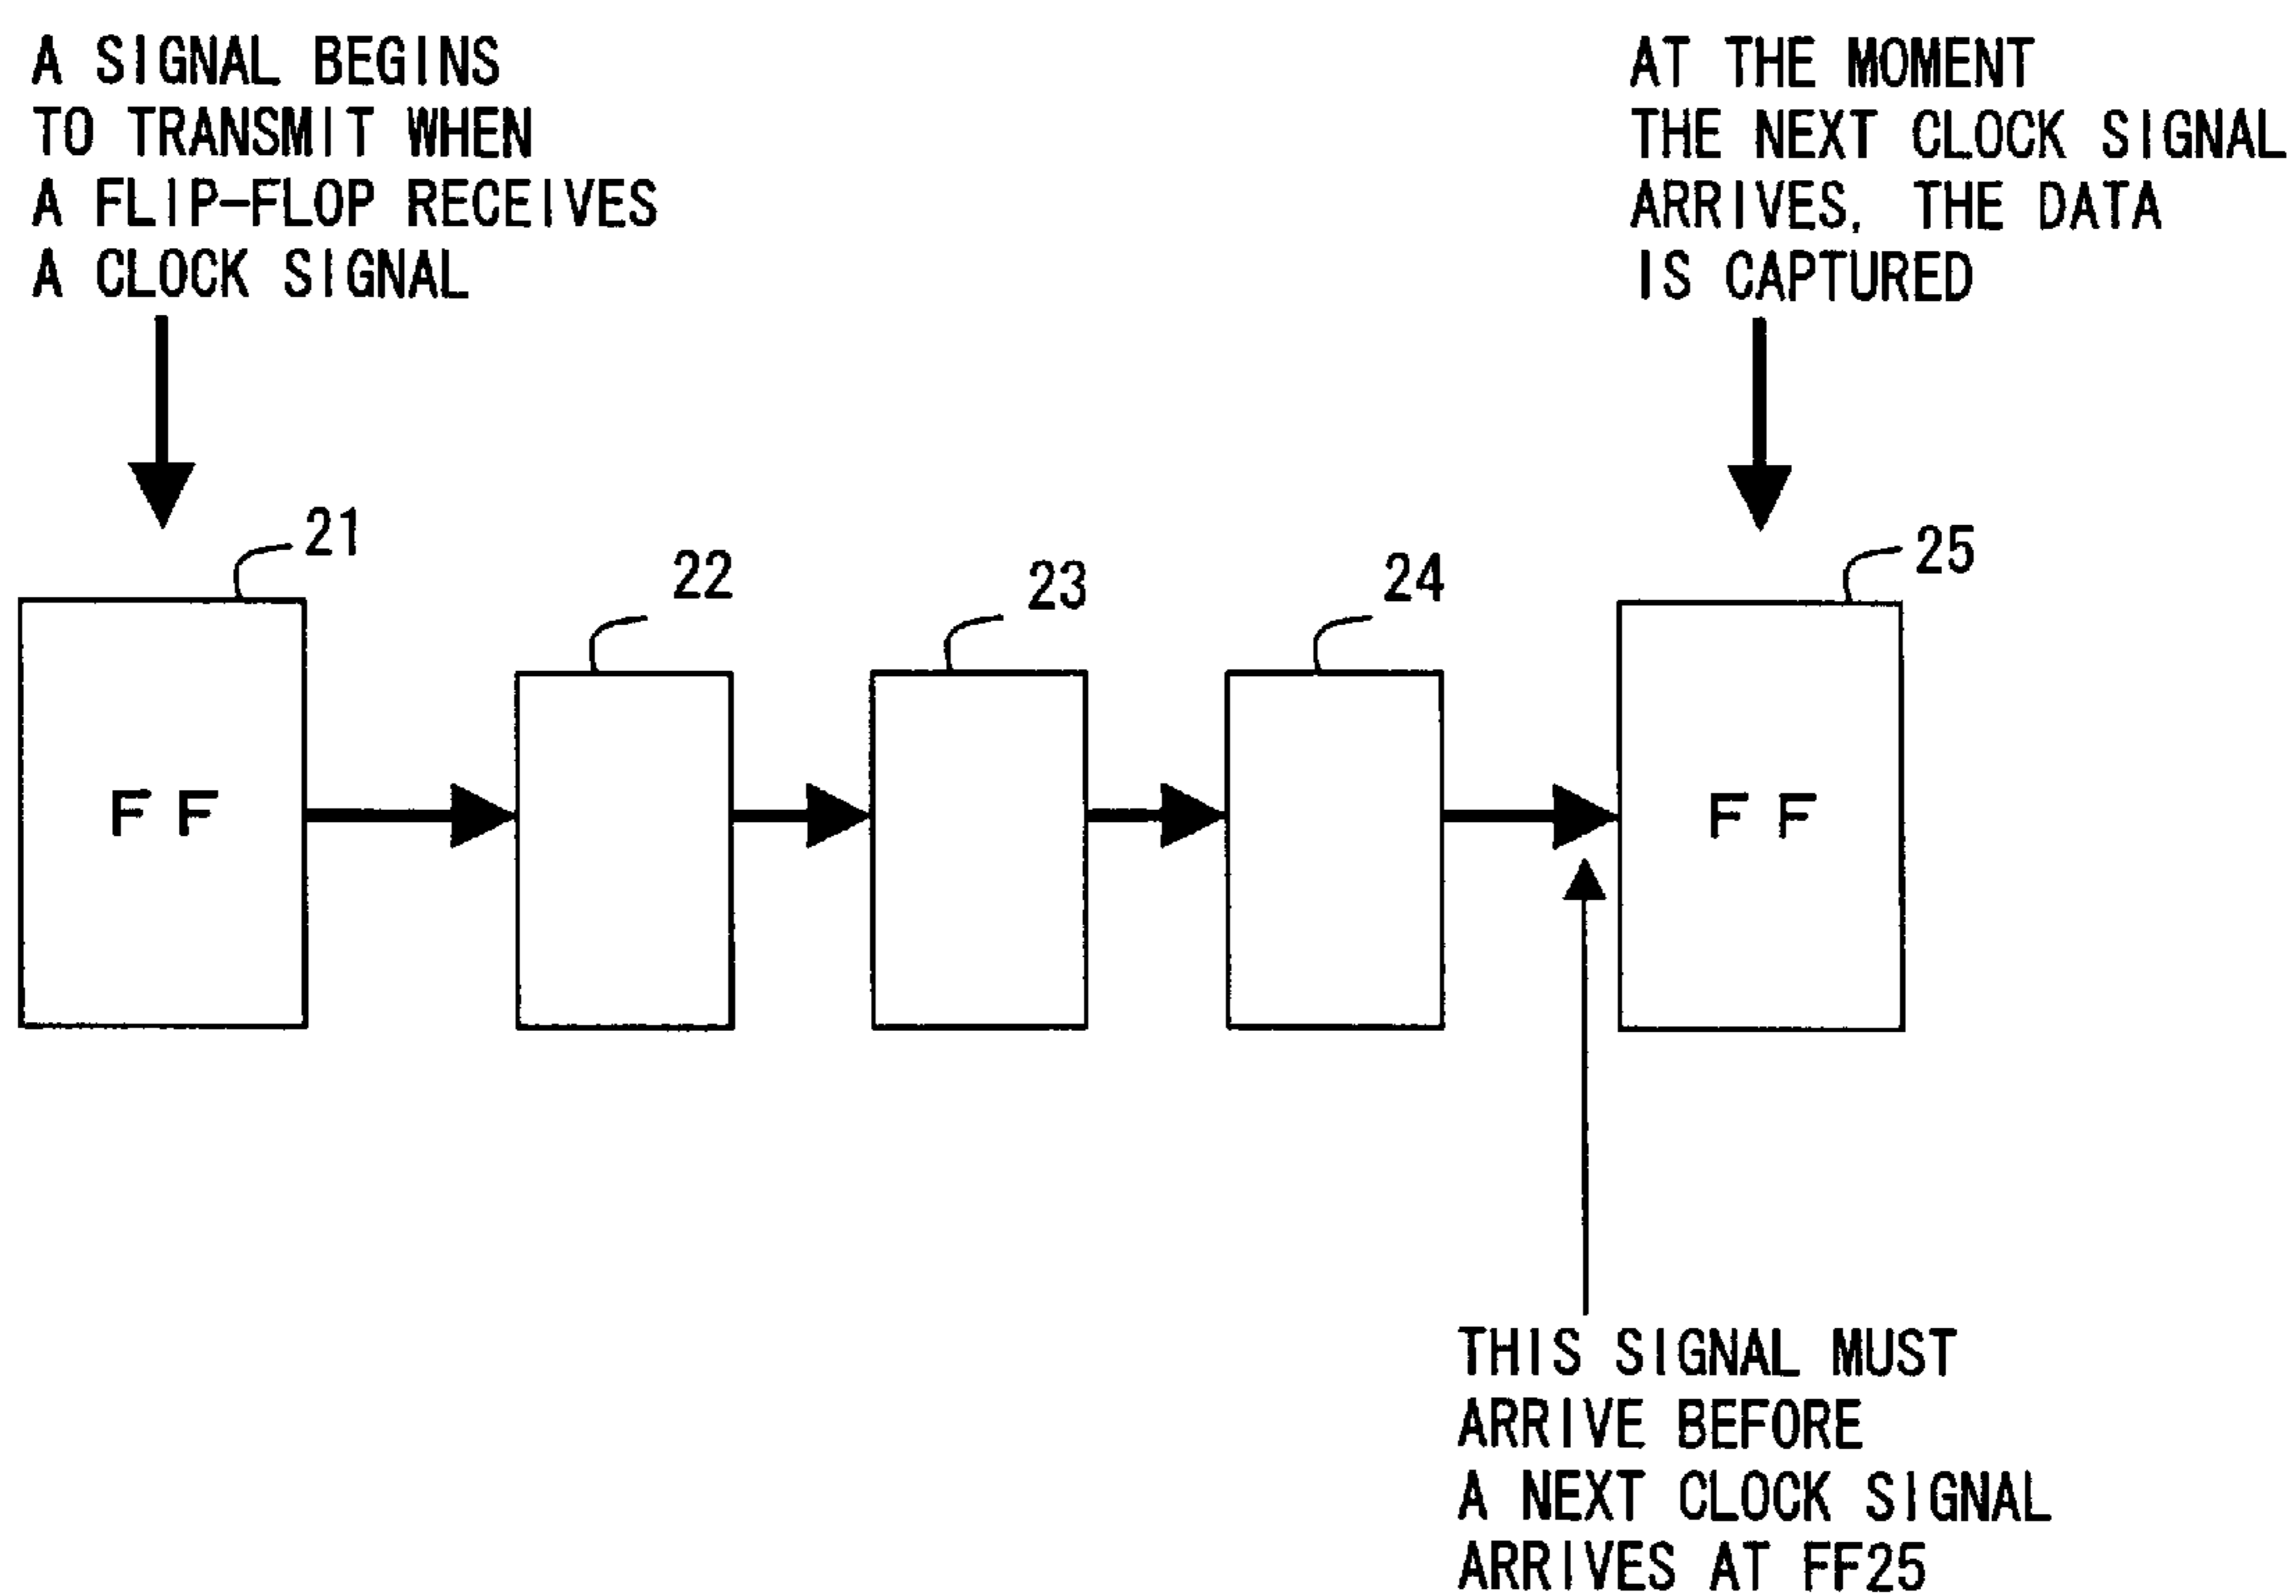 A SIGNAL BEGINS
TO TRANSMIT WHEN
A FLIP-FLOP RECEIVES
A CLOCK SIGNAL
AT THE MOMENT
THE NEXT CLOCK SIGNAL
ARRIVES, THE DATA
IS CAPTURED
21
22
23
24
25
FF
FF
THIS SIGNAL MUST
ARRIVE BEFORE
A NEXT CLOCK SIGNAL
ARRIVES AT FF25